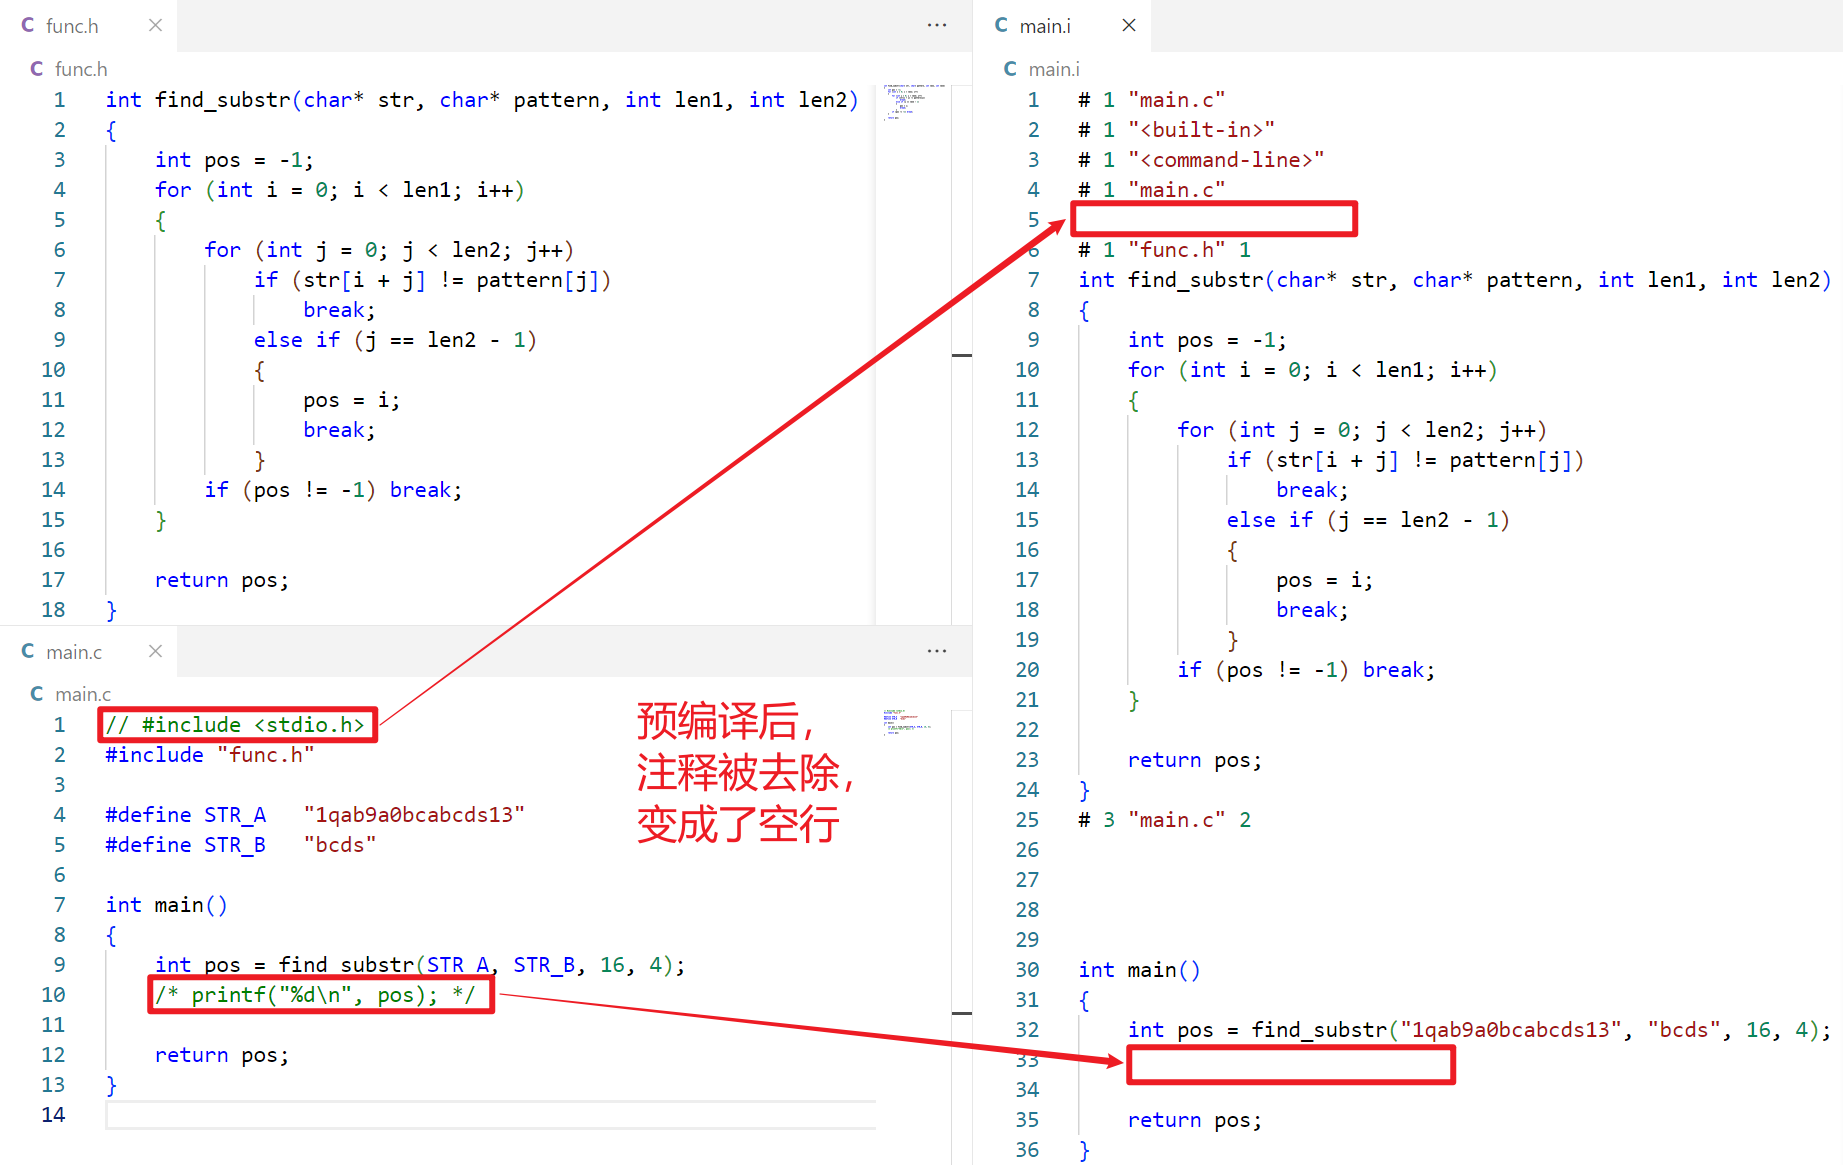 func.h
func.h
1 int find_substr(char* str, char* pattern, int len1, int len2)
2 {
3 int pos = -1;
4 for (int i = 0; i < len1; i++)
5 {
6 for (int j = 0; j < len2; j++)
7 if (str[i + j] != pattern[j])
8 break;
9 else if (j == len2 - 1)
10 {
11 pos = i;
12 break;
13 }
14 if (pos != -1) break;
15 }
16
17 return pos;
18 }
main.c
main.c
1 // #include <stdio.h>
2 #include "func.h"
3
4 #define STR_A "1qab9a0bcabcds13"
5 #define STR_B "bcds"
6
7 int main()
8 {
9 int pos = find_substr(STR_A, STR_B, 16, 4);
10 /* printf("%d\n", pos); */
11
12 return pos;
13 }
14
预编译后，
注释被去除，
变成了空行
main.i
main.i
1 # 1 "main.c"
2 # 1 "<built-in>"
3 # 1 "<command-line>"
4 # 1 "main.c"
5
6 # 1 "func.h" 1
7 int find_substr(char* str, char* pattern, int len1, int len2)
8 {
9 int pos = -1;
10 for (int i = 0; i < len1; i++)
11 {
12 for (int j = 0; j < len2; j++)
13 if (str[i + j] != pattern[j])
14 break;
15 else if (j == len2 - 1)
16 {
17 pos = i;
18 break;
19 }
20 if (pos != -1) break;
21 }
22
23 return pos;
24 }
25 # 3 "main.c" 2
26
27
28
29
30 int main()
31 {
32 int pos = find_substr("1qab9a0bcabcds13", "bcds", 16, 4);
33
34
35 return pos;
36 }